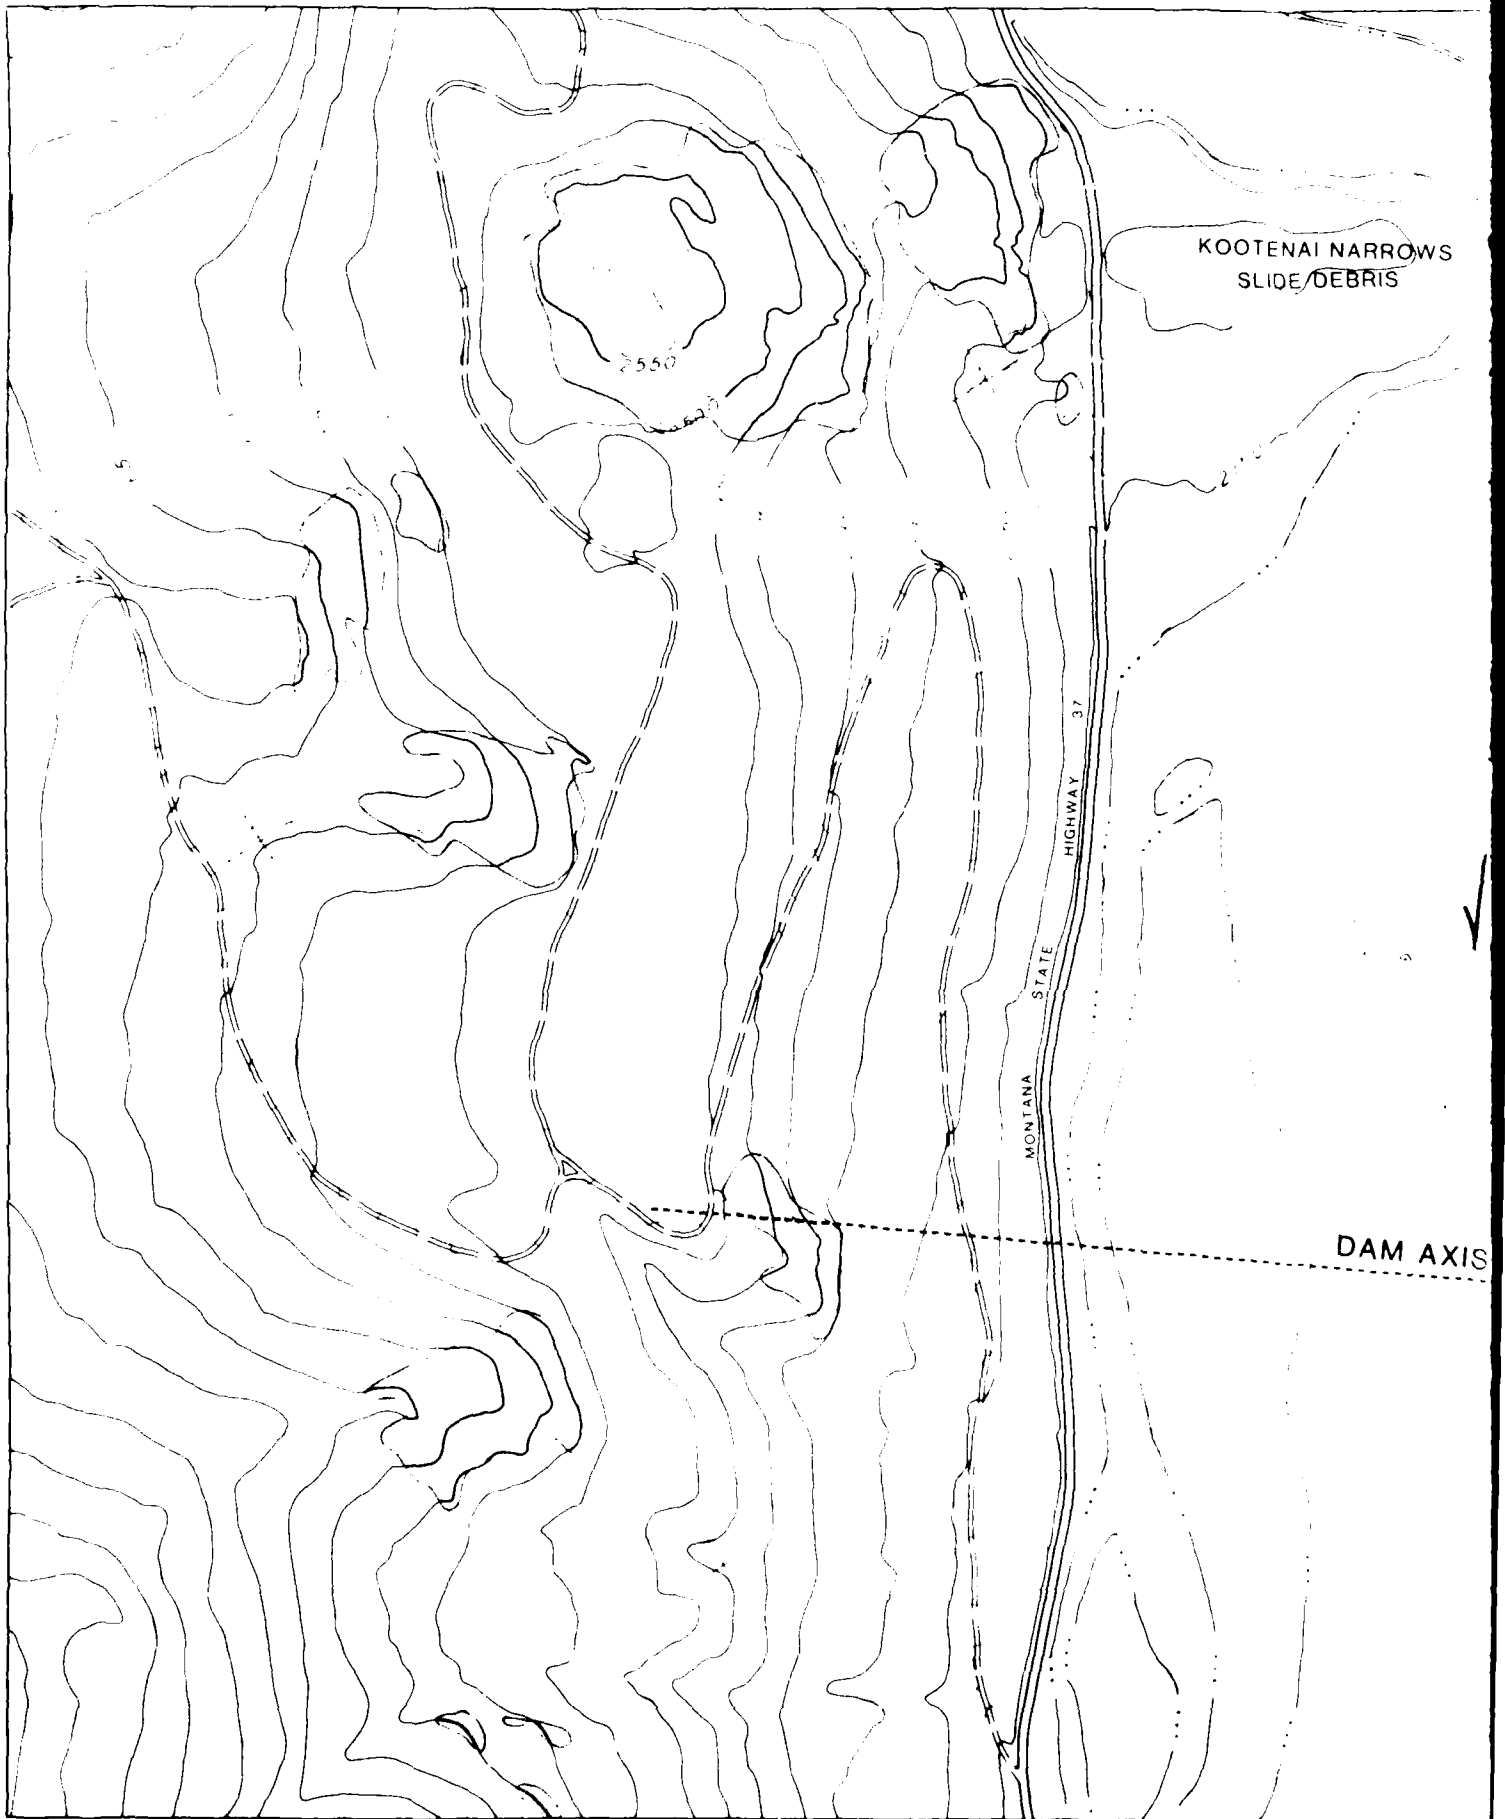 KOOTENAI NARROWS
SLIDE DEBRIS
2550
MONTANA STATE HIGHWAY 37
DAM AXIS